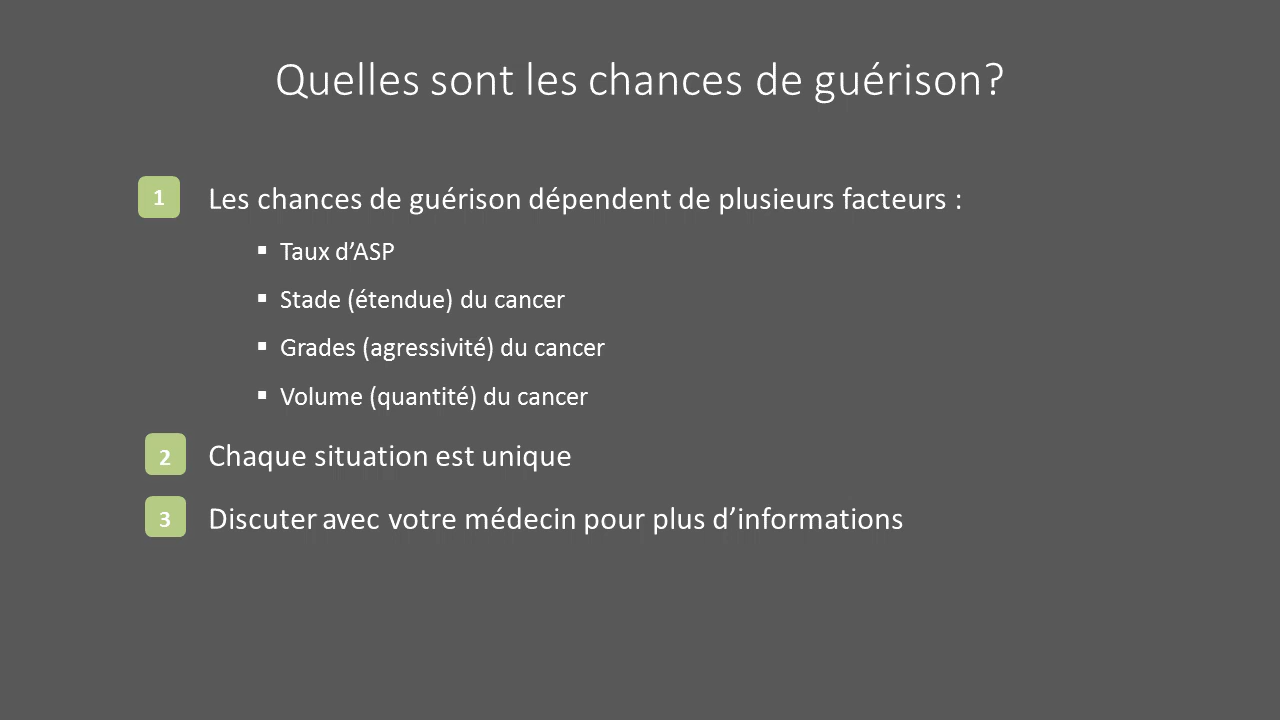 Quelles sont les chances de guérison?
1 Les chances de guérison dépendent de plusieurs facteurs :
▪ Taux d’ASP
▪ Stade (étendue) du cancer
▪ Grades (agressivité) du cancer
▪ Volume (quantité) du cancer
2 Chaque situation est unique
3 Discuter avec votre médecin pour plus d’informations